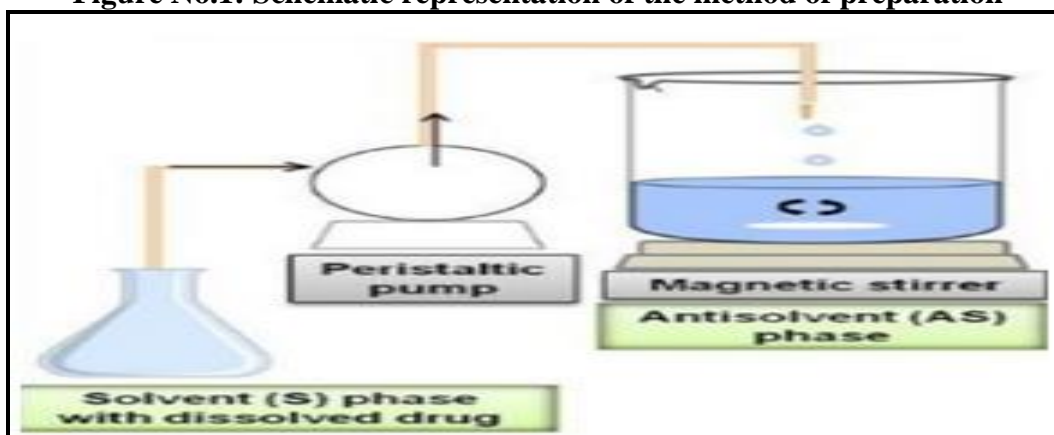 Figure No.1: Schematic representation of the method of preparation
Peristaltic
pump
Magnetic stirrer
Antisolvent (AS)
phase
Solvent (S) phase
with dissolved drug